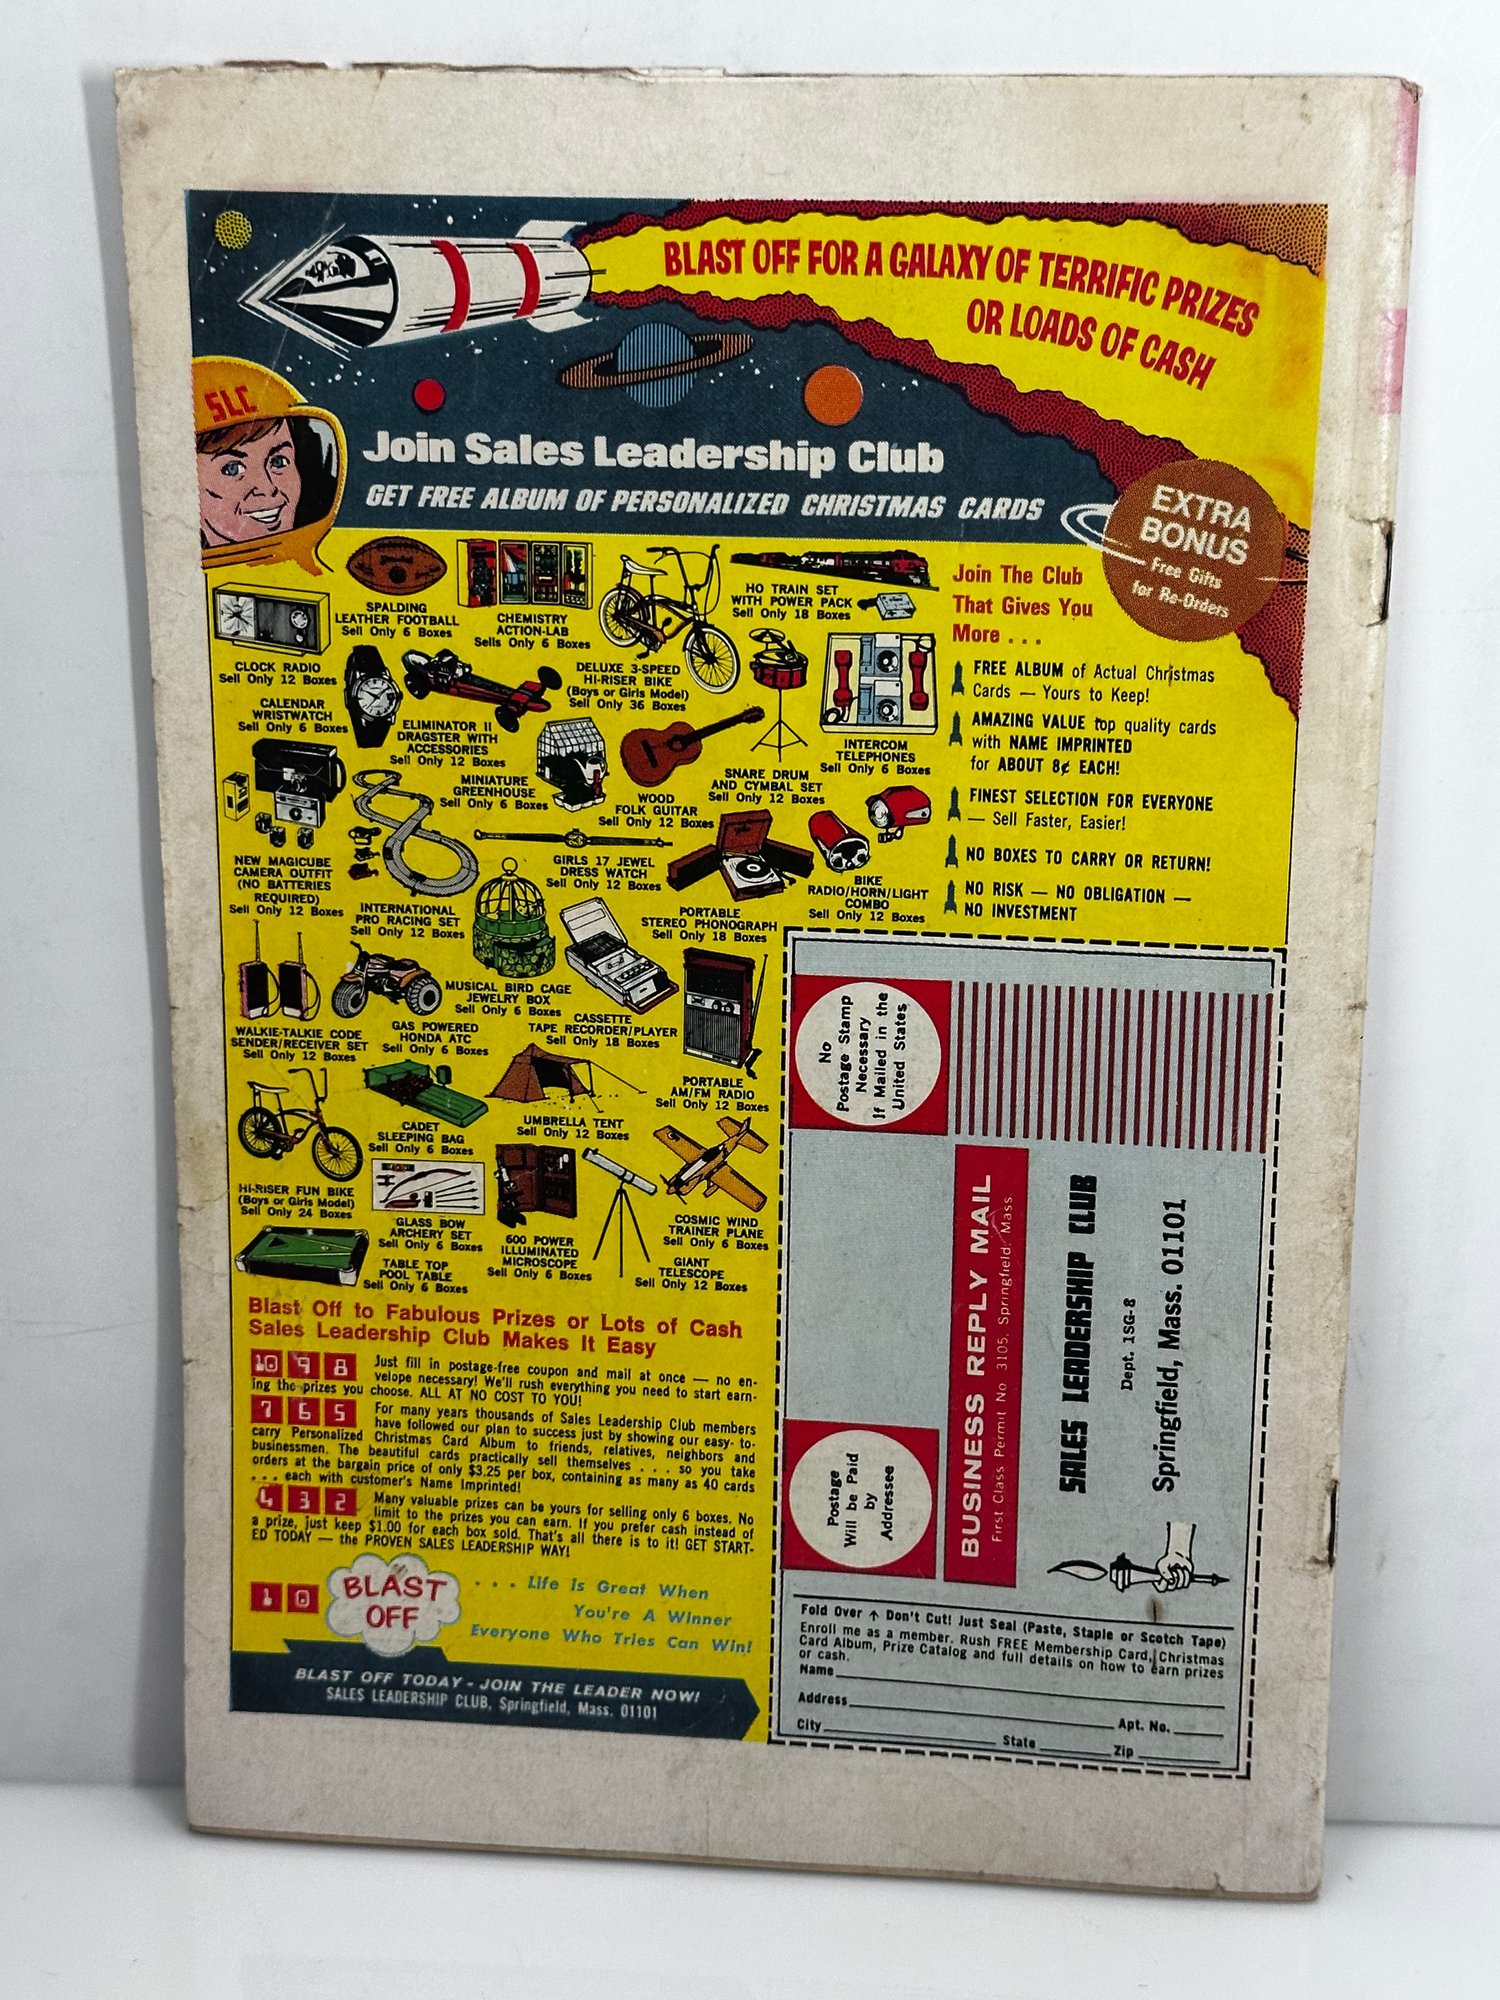 BLAST OFF FOR A GALAXY OF TERRIFIC PRIZES
OR LOADS OF CASH
SLC
Join Sales Leadership Club
GET FREE ALBUM OF PERSONALIZED CHRISTMAS CARDS
EXTRA
BONUS
Free Gifts
for Re-Orders
SPALDING
LEATHER FOOTBALL
Sell Only 6 Boxes
CHEMISTRY
ACTION-LAB
Sells Only 6 Boxes
HO TRAIN SET
WITH POWER PACK
Sell Only 18 Boxes
CLOCK RADIO
Sell Only 12 Boxes
DELUXE 3-SPEED
HI-RISER BIKE
(Boys or Girls Model)
Sell Only 36 Boxes
CALENDAR
WRISTWATCH
Sell Only 6 Boxes
ELIMINATOR II
DRAGSTER WITH
ACCESSORIES
Sell Only 12 Boxes
INTERCOM
TELEPHONES
Sell Only 6 Boxes
MINIATURE
GREENHOUSE
Sell Only 6 Boxes
WOOD
FOLK GUITAR
Sell Only 12 Boxes
SNARE DRUM
AND CYMBAL SET
Sell Only 12 Boxes
NEW MAGICUBE
CAMERA OUTFIT
(NO BATTERIES
REQUIRED)
Sell Only 12 Boxes
GIRLS 17 JEWEL
DRESS WATCH
Sell Only 12 Boxes
BIKE
RADIO/HORN/LIGHT
COMBO
Sell Only 12 Boxes
INTERNATIONAL
PRO RACING SET
Sell Only 12 Boxes
PORTABLE
STEREO PHONOGRAPH
Sell Only 18 Boxes
WALKIE-TALKIE CODE
SENDER/RECEIVER SET
Sell Only 12 Boxes
GAS POWERED
HONDA ATC
Sell Only 6 Boxes
MUSICAL BIRD CAGE
JEWELRY BOX
Sell Only 6 Boxes
CASSETTE
TAPE RECORDER/PLAYER
Sell Only 18 Boxes
PORTABLE
AM/FM RADIO
Sell Only 12 Boxes
CADET
SLEEPING BAG
Sell Only 6 Boxes
UMBRELLA TENT
Sell Only 12 Boxes
HI-RISER FUN BIKE
(Boys or Girls Model)
Sell Only 24 Boxes
GLASS BOW
ARCHERY SET
Sell Only 6 Boxes
600 POWER
ILLUMINATED
MICROSCOPE
Sell Only 6 Boxes
COSMIC WIND
TRAINER PLANE
Sell Only 6 Boxes
TABLE TOP
POOL TABLE
Sell Only 6 Boxes
GIANT
TELESCOPE
Sell Only 12 Boxes
Join The Club
That Gives You
More . . .
FREE ALBUM of Actual Christmas
Cards — Yours to Keep!
AMAZING VALUE top quality cards
with NAME IMPRINTED
for ABOUT 8¢ EACH!
FINEST SELECTION FOR EVERYONE
— Sell Faster, Easier!
NO BOXES TO CARRY OR RETURN!
NO RISK — NO OBLIGATION —
NO INVESTMENT
Blast Off to Fabulous Prizes or Lots of Cash
Sales Leadership Club Makes It Easy
10 9 8 Just fill in postage-free coupon and mail at once — no en-
velope necessary! We'll rush everything you need to start earn-
ing the prizes you choose. ALL AT NO COST TO YOU!
7 6 5 For many years thousands of Sales Leadership Club members
have followed our plan to success just by showing our easy- to-
carry Personalized Christmas Card Album to friends, relatives, neighbors and
businessmen. The beautiful cards practically sell themselves . . . so you take
orders at the bargain price of only $3.25 per box, containing as many as 40 cards
. . . each with customer's Name Imprinted!
4 3 2 Many valuable prizes can be yours for selling only 6 boxes. No
limit to the prizes you can earn. If you prefer cash instead of
a prize, just keep $1.00 for each box sold. That's all there is to it! GET START-
ED TODAY — the PROVEN SALES LEADERSHIP WAY!
1 0 BLAST
OFF
. . . Life Is Great When
You're A Winner
Everyone Who Tries Can Win!
BLAST OFF TODAY - JOIN THE LEADER NOW!
SALES LEADERSHIP CLUB, Springfield, Mass. 01101
No
Postage Stamp
Necessary
If Mailed in the
United States
Postage
Will be Paid
by
Addressee
BUSINESS REPLY MAIL
First Class Permit No 3105, Springfield, Mass
SALES LEADERSHIP CLUB
Dept. 1SG-8
Springfield, Mass. 01101
Fold Over ↑ Don't Cut! Just Seal (Paste, Staple or Scotch Tape)
Enroll me as a member. Rush FREE Membership Card, Christmas
Card Album, Prize Catalog and full details on how to earn prizes
or cash.
Name
Address Apt. No.
City State Zip